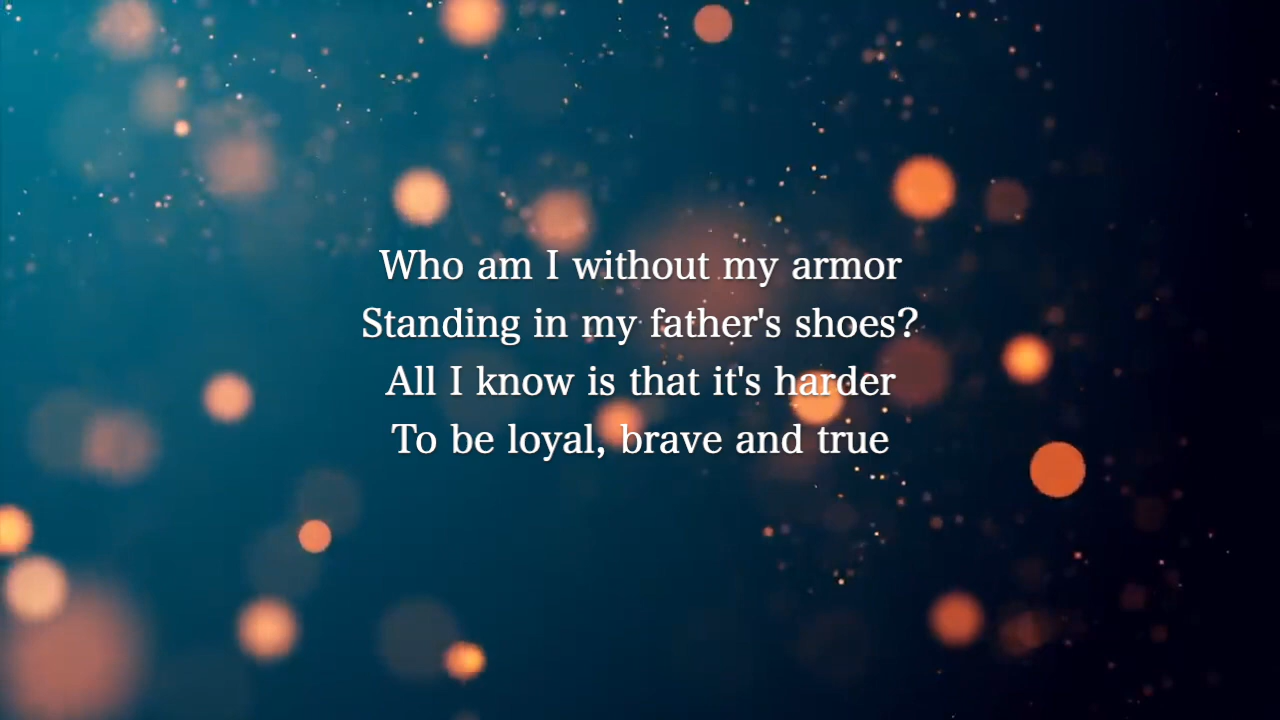 Who am I without my armor
Standing in my father's shoes?
All I know is that it's harder
To be loyal, brave and true